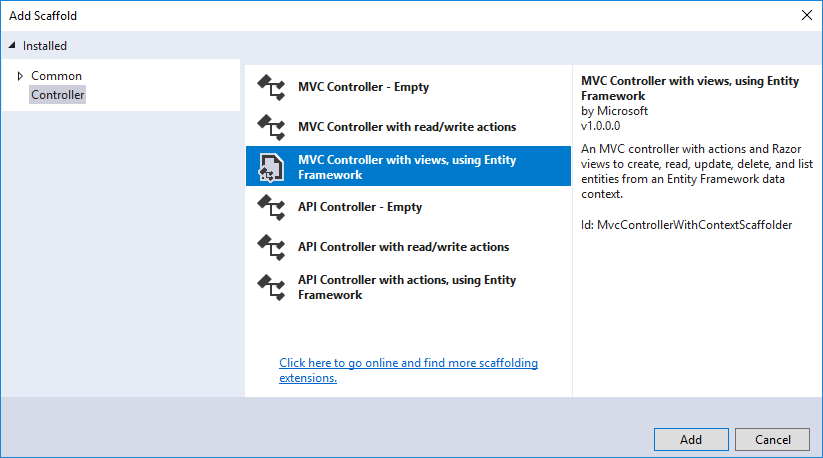 Add Scaffold
Installed
Common
Controller
MVC Controller - Empty
MVC Controller with read/write actions
MVC Controller with views, using Entity
Framework
API Controller - Empty
API Controller with read/write actions
API Controller with actions, using Entity
Framework
Click here to go online and find more scaffolding
extensions.
MVC Controller with views, using Entity
Framework
by Microsoft
v1.0.0.0
An MVC controller with actions and Razor
views to create, read, update, delete, and list
entities from an Entity Framework data
context.
Id: MvcControllerWithContextScaffolder
Add
Cancel